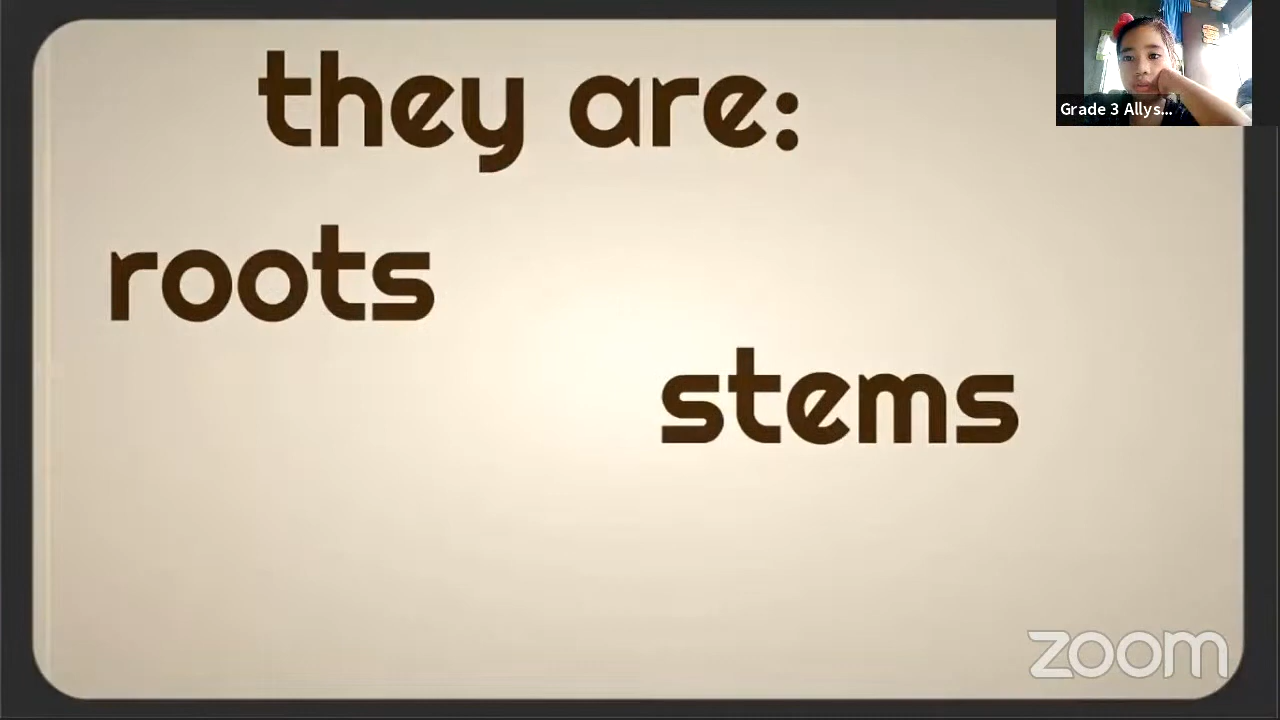 they are:
Grade 3 Allys...
roots
stems
zoom